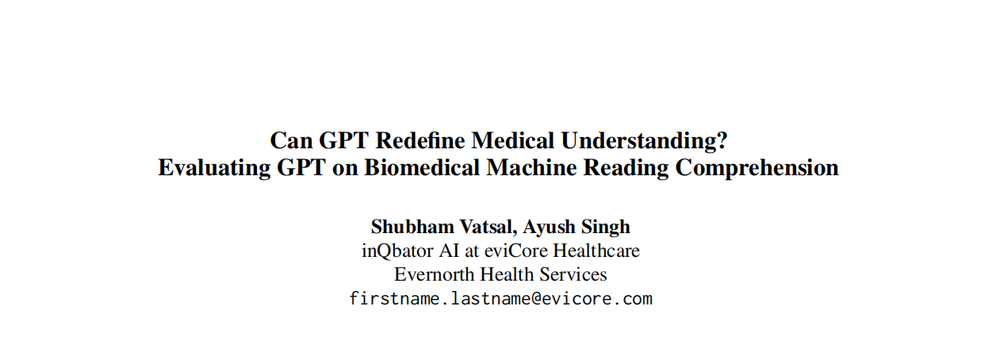 Can GPT Redefine Medical Understanding?
Evaluating GPT on Biomedical Machine Reading Comprehension
Shubham Vatsal, Ayush Singh
inQbator AI at eviCore Healthcare
Evernorth Health Services
firstname.lastname@evicore.com